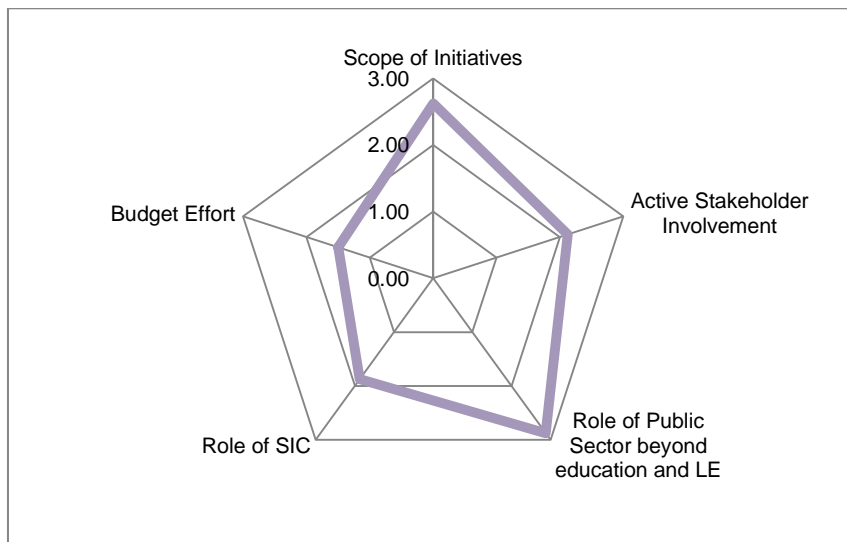 Scope of Initiatives
3.00
2.00
1.00
0.00
Active Stakeholder
Involvement
Role of Public
Sector beyond
education and LE
Role of SIC
Budget Effort